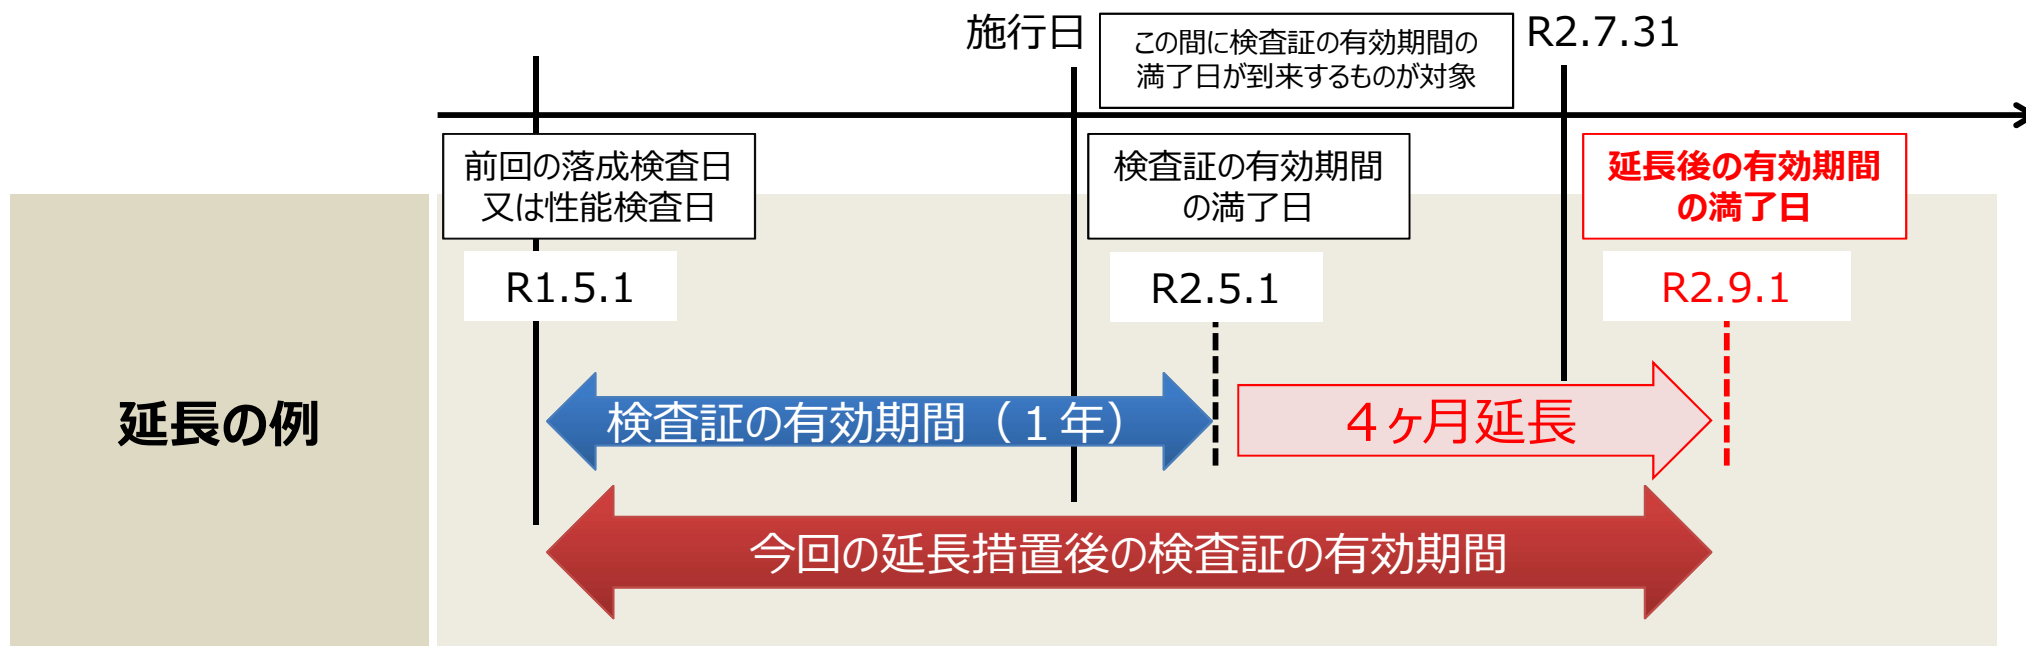 施行日
この間に検査証の有効期間の
満了日が到来するものが対象
R2.7.31
前回の落成検査日
又は性能検査日
検査証の有効期間
の満了日
延長後の有効期間
の満了日
R1.5.1
R2.5.1
R2.9.1
延長の例
検査証の有効期間（１年）
４ヶ月延長
今回の延長措置後の検査証の有効期間